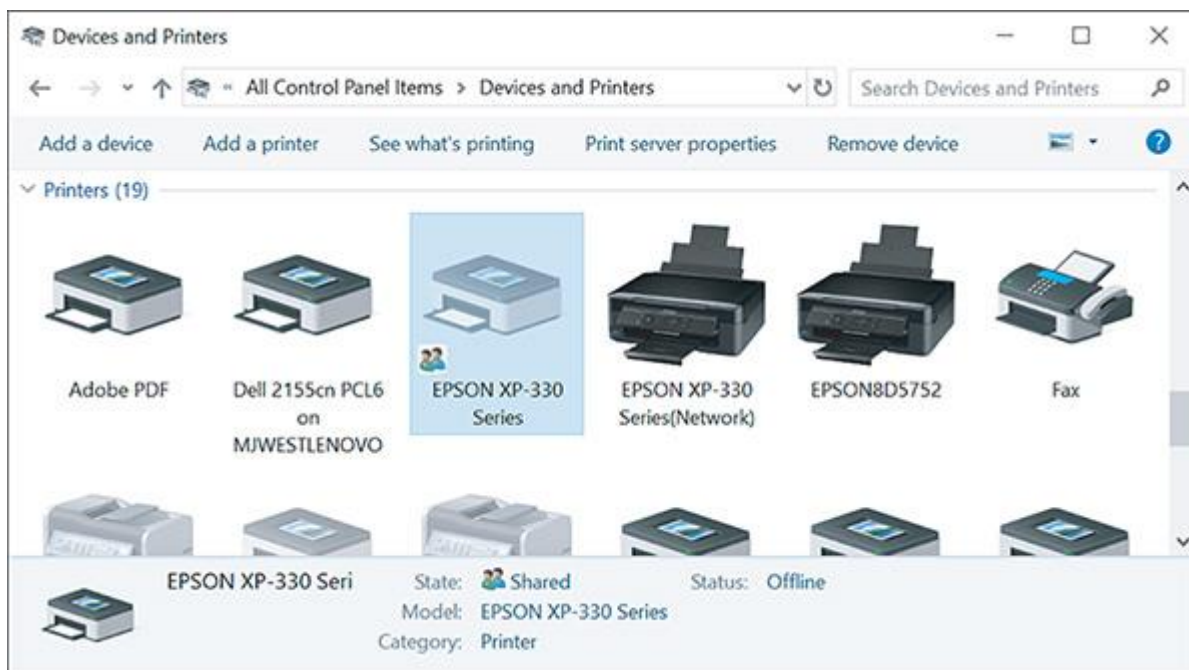 Devices and Printers
« All Control Panel Items > Devices and Printers
Search Devices and Printers
Add a device Add a printer See what's printing Print server properties Remove device ?
Printers (19)
Adobe PDF
Dell 2155cn PCL6
on
MJWESTLENOVO
EPSON XP-330
Series
EPSON XP-330
Series(Network)
EPSON8D5752
Fax
EPSON XP-330 Seri State: Shared Status: Offline
Model: EPSON XP-330 Series
Category: Printer